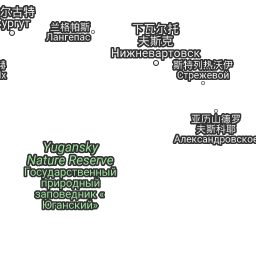 尔古特
ургут
兰格帕斯
Лангепас
下瓦尔托
夫斯克
Нижневартовск
斯特列热沃伊
Стрежевой
亚历山德罗
夫斯科耶
Александровское
Yugansky
Nature Reserve
Государственный
природный
заповедник «
Юганский»